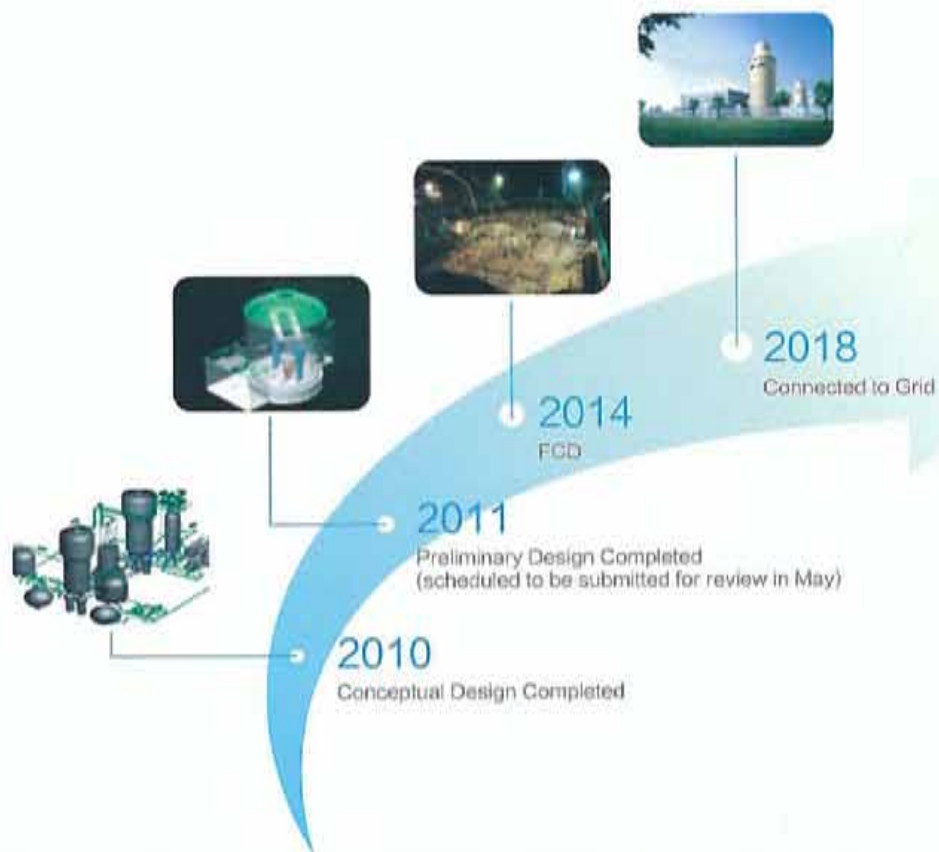 2018
Connected to Grid
2014
FCD
2011
Preliminary Design Completed
(scheduled to be submitted for review in May)
2010
Conceptual Design Completed